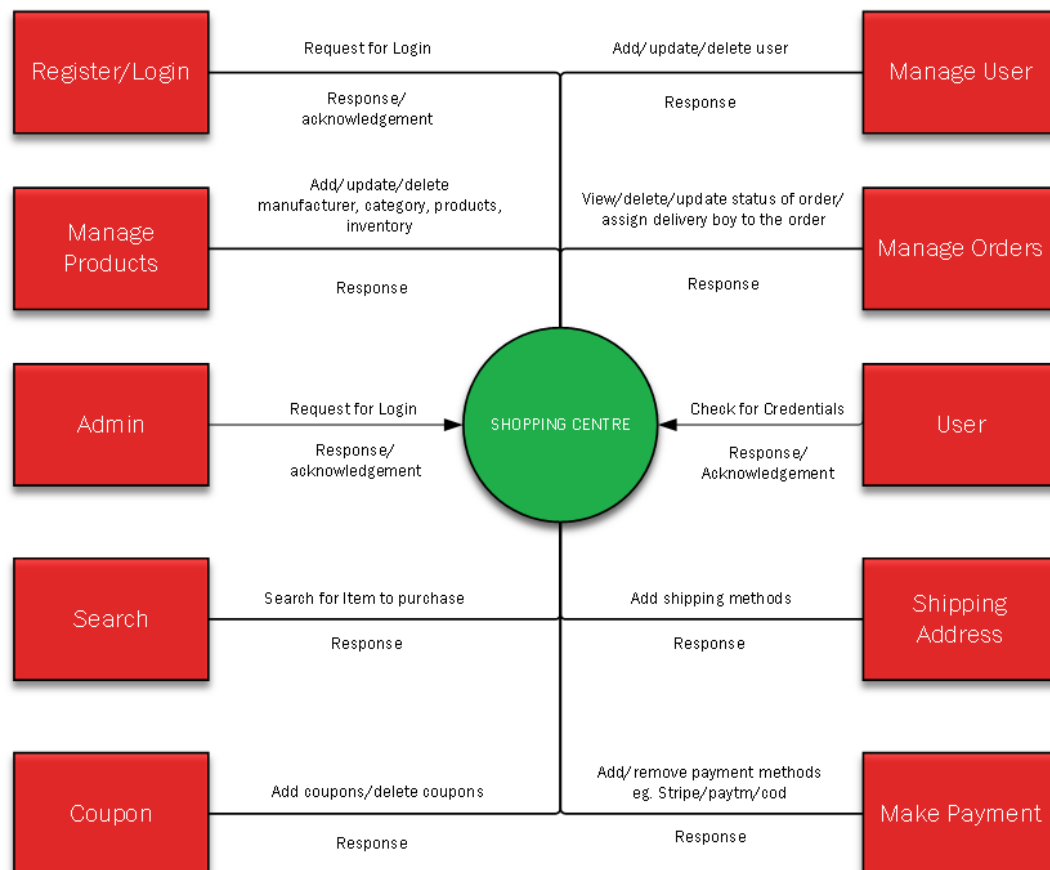 Register/Login
Request for Login
Response/
acknowledgement
Add/update/delete user
Response
Manage User
Manage
Products
Add/update/delete
manufacturer, category, products,
inventory
Response
View/delete/update status of order/
assign delivery boy to the order
Response
Manage Orders
Admin
Request for Login
Response/
acknowledgement
SHOPPING CENTRE
Check for Credentials
Response/
Acknowledgement
User
Search
Search for Item to purchase
Response
Add shipping methods
Response
Shipping
Address
Coupon
Add coupons/delete coupons
Response
Add/remove payment methods
eg. Stripe/paytm/cod
Response
Make Payment